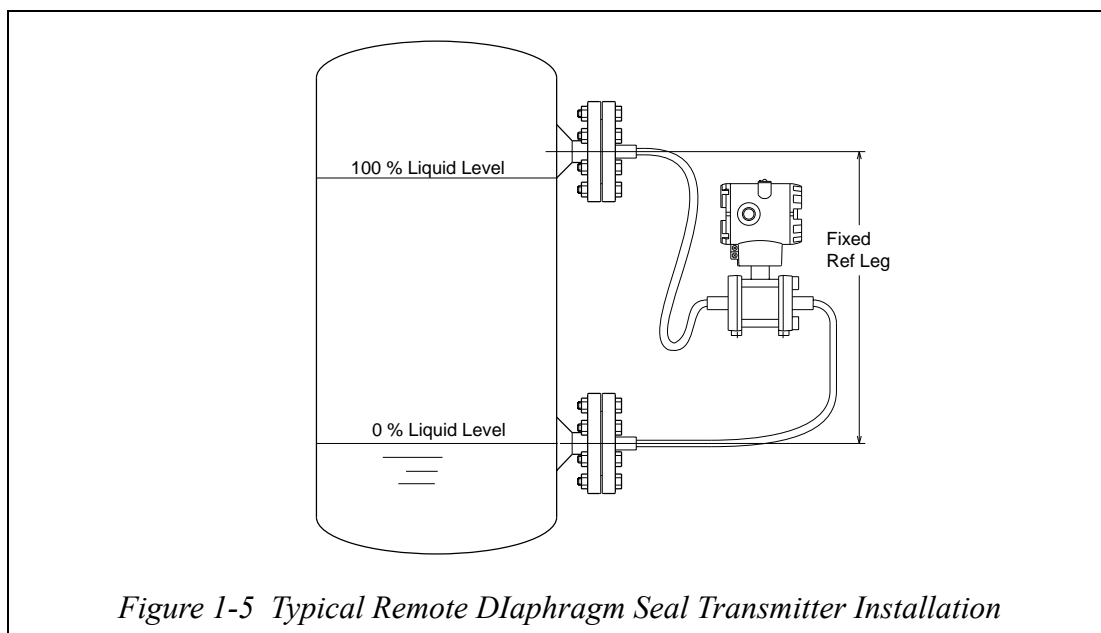 100 % Liquid Level
Fixed
Ref Leg
0 % Liquid Level
Figure 1-5 Typical Remote DIaphragm Seal Transmitter Installation